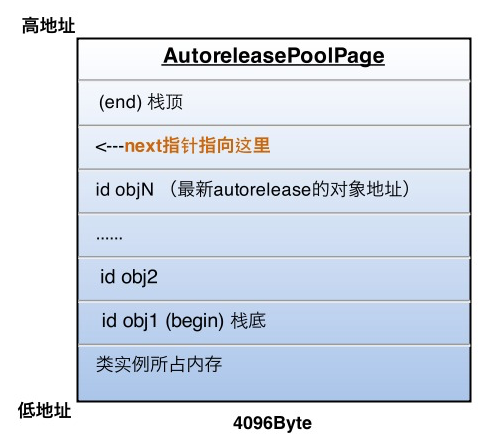 高地址
AutoreleasePoolPage
(end) 栈顶
<---next指针指向这里
id objN （最新autorelease的对象地址）
......
id obj2
id obj1 (begin) 栈底
类实例所占内存
低地址
4096Byte